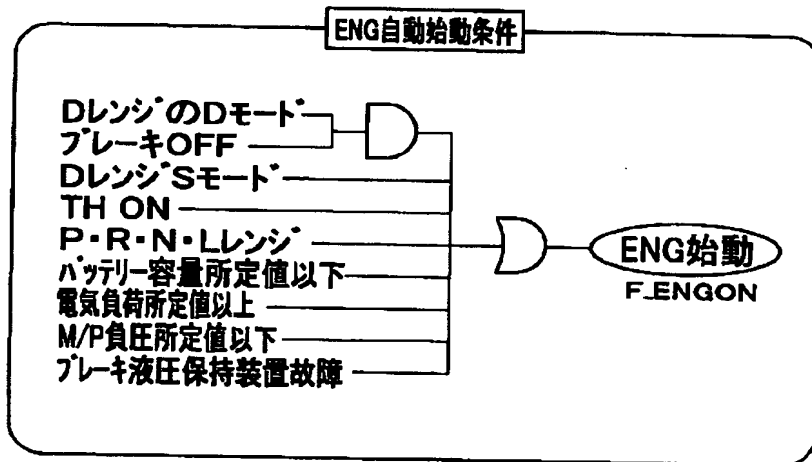 ENG自動始動条件
DレンジのDモード
ブレーキOFF
DレンジSモード
TH ON
P・R・N・Lレンジ
バッテリー容量所定値以下
電気負荷所定値以上
M/P負圧所定値以下
ブレーキ液圧保持装置故障
ENG始動
F_ENGON